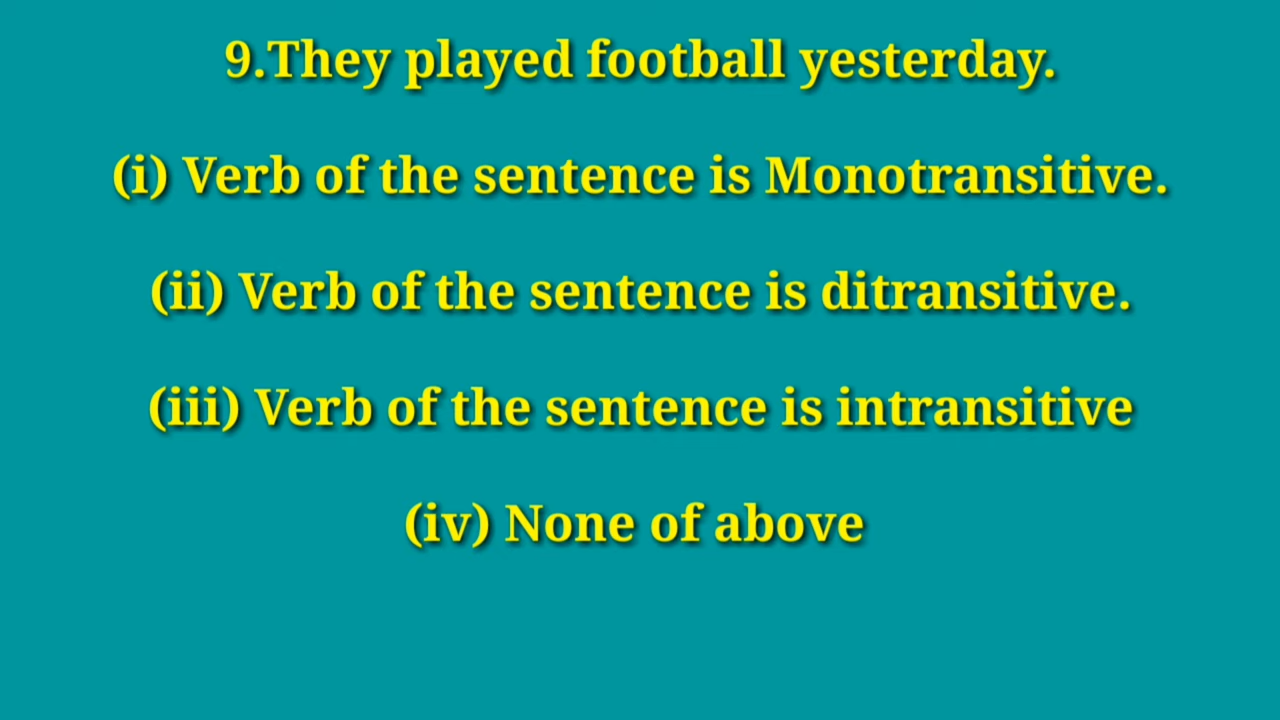 9.They played football yesterday.
(i) Verb of the sentence is Monotransitive.
(ii) Verb of the sentence is ditransitive.
(iii) Verb of the sentence is intransitive
(iv) None of above